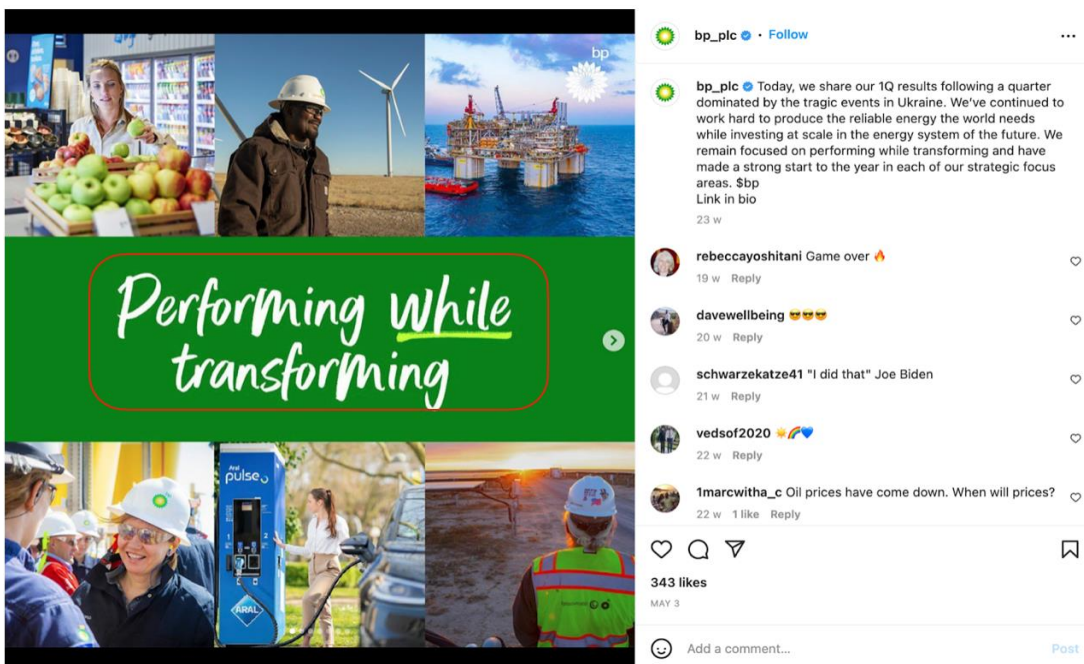 bp
Performing while
transforming
Aral
pulse
1
2
ARAL
bp_plc • Follow
bp_plc Today, we share our 1Q results following a quarter
dominated by the tragic events in Ukraine. We've continued to
work hard to produce the reliable energy the world needs
while investing at scale in the energy system of the future. We
remain focused on performing while transforming and have
made a strong start to the year in each of our strategic focus
areas. $bp
Link in bio
23 w
rebeccayoshitani Game over 🔥
19 w Reply
davewellbeing 😎😎😎
20 w Reply
schwarzekatze41 "I did that" Joe Biden
21 w Reply
vedsof2020 ☀️🌈💙
22 w Reply
1marcwitha_c Oil prices have come down. When will prices?
22 w 1 like Reply
343 likes
MAY 3
Add a comment...
Post